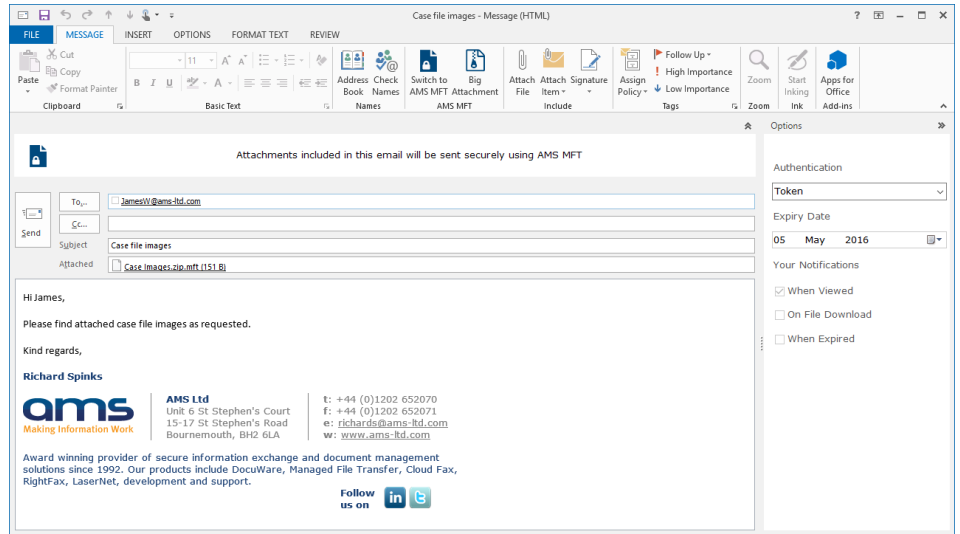 Case file images - Message (HTML)
FILE MESSAGE INSERT OPTIONS FORMAT TEXT REVIEW
Paste
Cut
Copy
Format Painter
Clipboard
11
A A
B I U A
Basic Text
Address Book
Check Names
Names
Switch to AMS MFT
Big Attachment
AMS MFT
Attach File
Attach Item
Signature
Include
Assign Policy
Follow Up
High Importance
Low Importance
Tags
Zoom
Zoom
Start Inking
Ink
Apps for Office
Add-ins
Attachments included in this email will be sent securely using AMS MFT
Send
To...
JamesW@ams-ltd.com
Cc...
Subject
Case file images
Attached
Case Images.zip.mft (151 B)
Hi James,
Please find attached case file images as requested.
Kind regards,
Richard Spinks
ams
Making Information Work
AMS Ltd
Unit 6 St Stephen's Court
15-17 St Stephen's Road
Bournemouth, BH2 6LA
t: +44 (0)1202 652070
f: +44 (0)1202 652071
e: richards@ams-ltd.com
w: www.ams-ltd.com
Award winning provider of secure information exchange and document management
solutions since 1992. Our products include DocuWare, Managed File Transfer, Cloud Fax,
RightFax, LaserNet, development and support.
Follow
us on
in
Options
Authentication
Token
Expiry Date
05 May 2016
Your Notifications
When Viewed
On File Download
When Expired